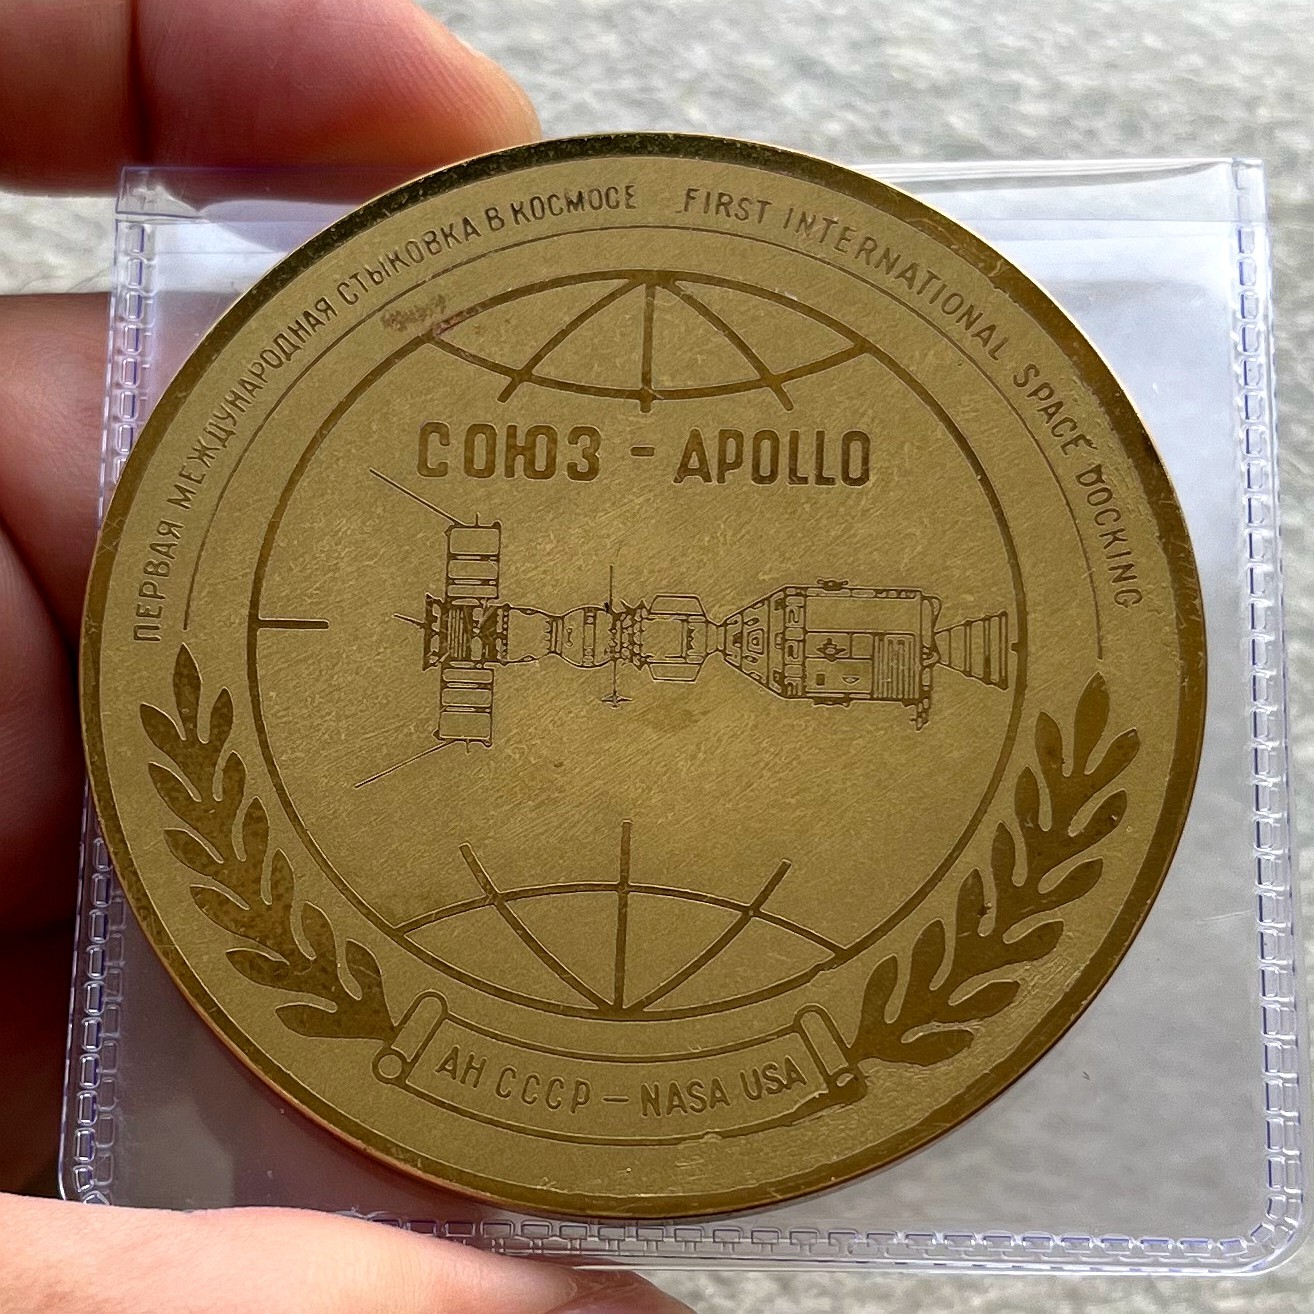 ПЕРВАЯ МЕЖДУНАРОДНАЯ СТЫКОВКА В КОСМОСЕ
FIRST INTERNATIONAL SPACE DOCKING
СОЮЗ - APOLLO
АН СССР - NASA USA